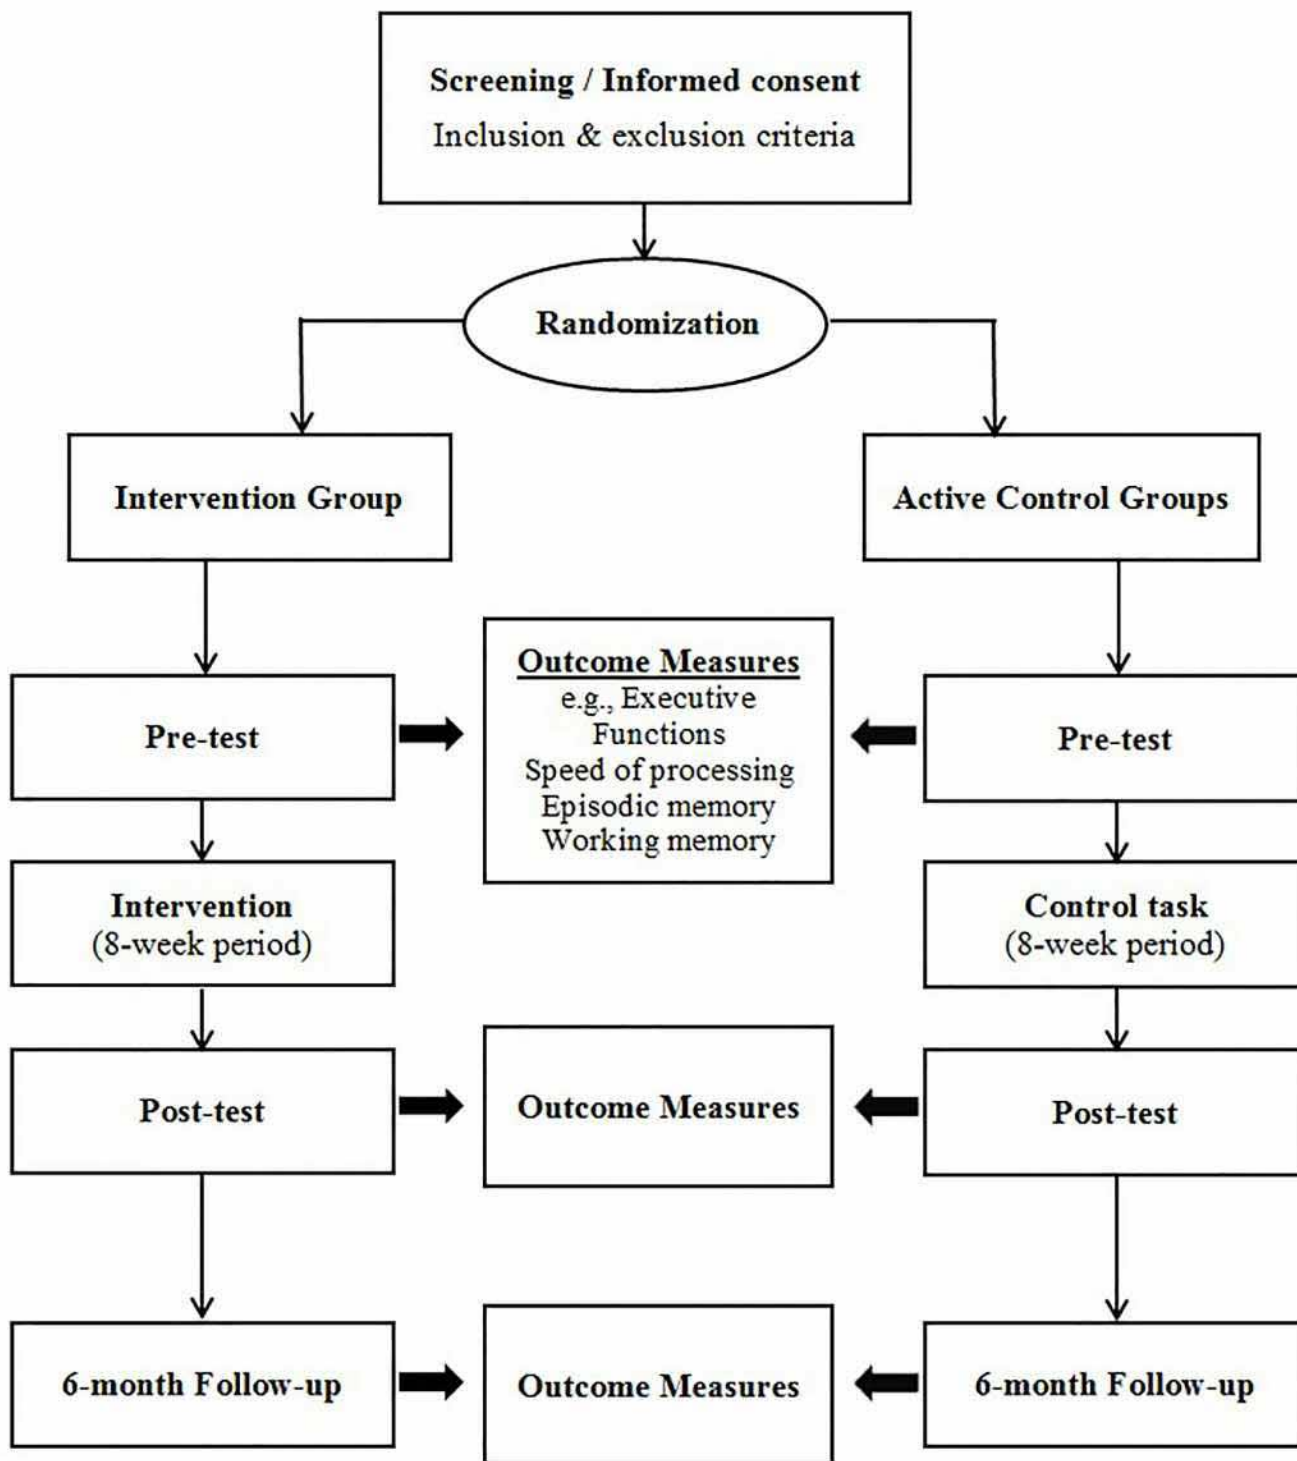 Screening / Informed consent
Inclusion & exclusion criteria
Randomization
Intervention Group
Active Control Groups
Outcome Measures
e.g., Executive
Functions
Speed of processing
Episodic memory
Working memory
Pre-test
Pre-test
Intervention
(8-week period)
Control task
(8-week period)
Post-test
Outcome Measures
Post-test
6-month Follow-up
Outcome Measures
6-month Follow-up